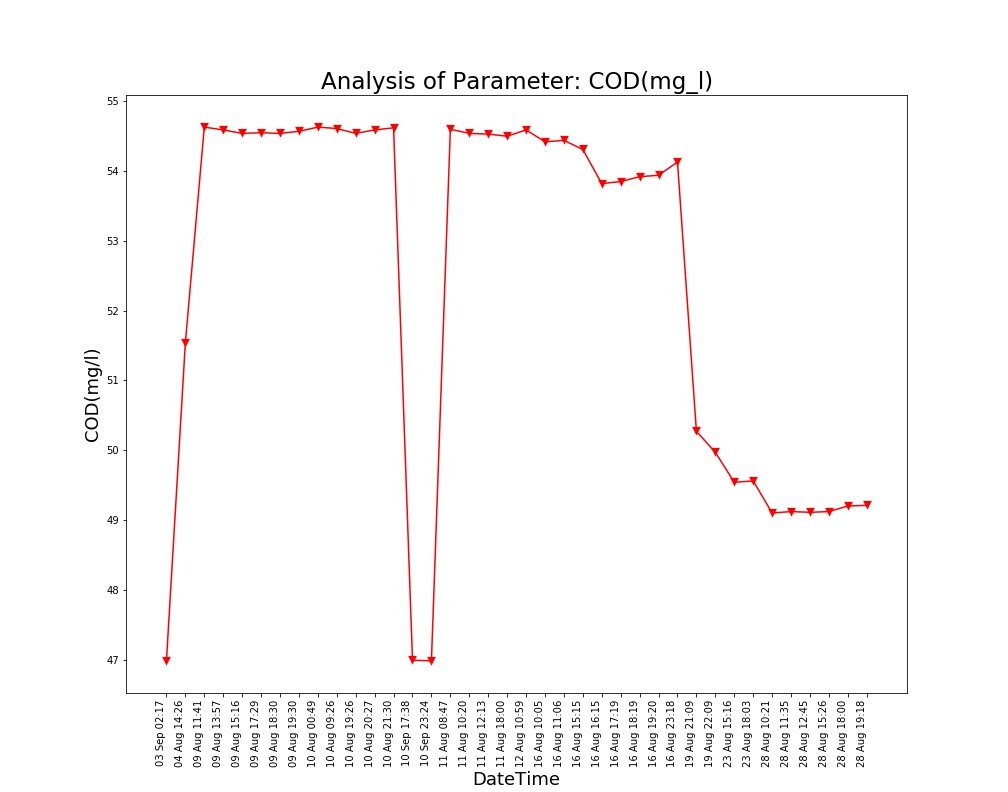 Analysis of Parameter: COD(mg_l)
55
54
53
52
51
50
49
48
47
COD(mg/l)
03 Sep 02:17
04 Aug 14:26
09 Aug 11:41
09 Aug 13:57
09 Aug 15:16
09 Aug 17:29
09 Aug 18:30
09 Aug 19:30
10 Aug 00:49
10 Aug 09:26
10 Aug 19:26
10 Aug 20:27
10 Aug 21:30
10 Sep 17:38
10 Sep 23:24
11 Aug 08:47
11 Aug 10:20
11 Aug 12:13
11 Aug 18:00
12 Aug 10:59
16 Aug 10:05
16 Aug 11:06
16 Aug 15:15
16 Aug 16:15
16 Aug 17:19
16 Aug 18:19
16 Aug 19:20
16 Aug 23:18
19 Aug 21:09
19 Aug 22:09
23 Aug 15:16
23 Aug 18:03
28 Aug 10:21
28 Aug 11:35
28 Aug 12:45
28 Aug 15:26
28 Aug 18:00
28 Aug 19:18
DateTime